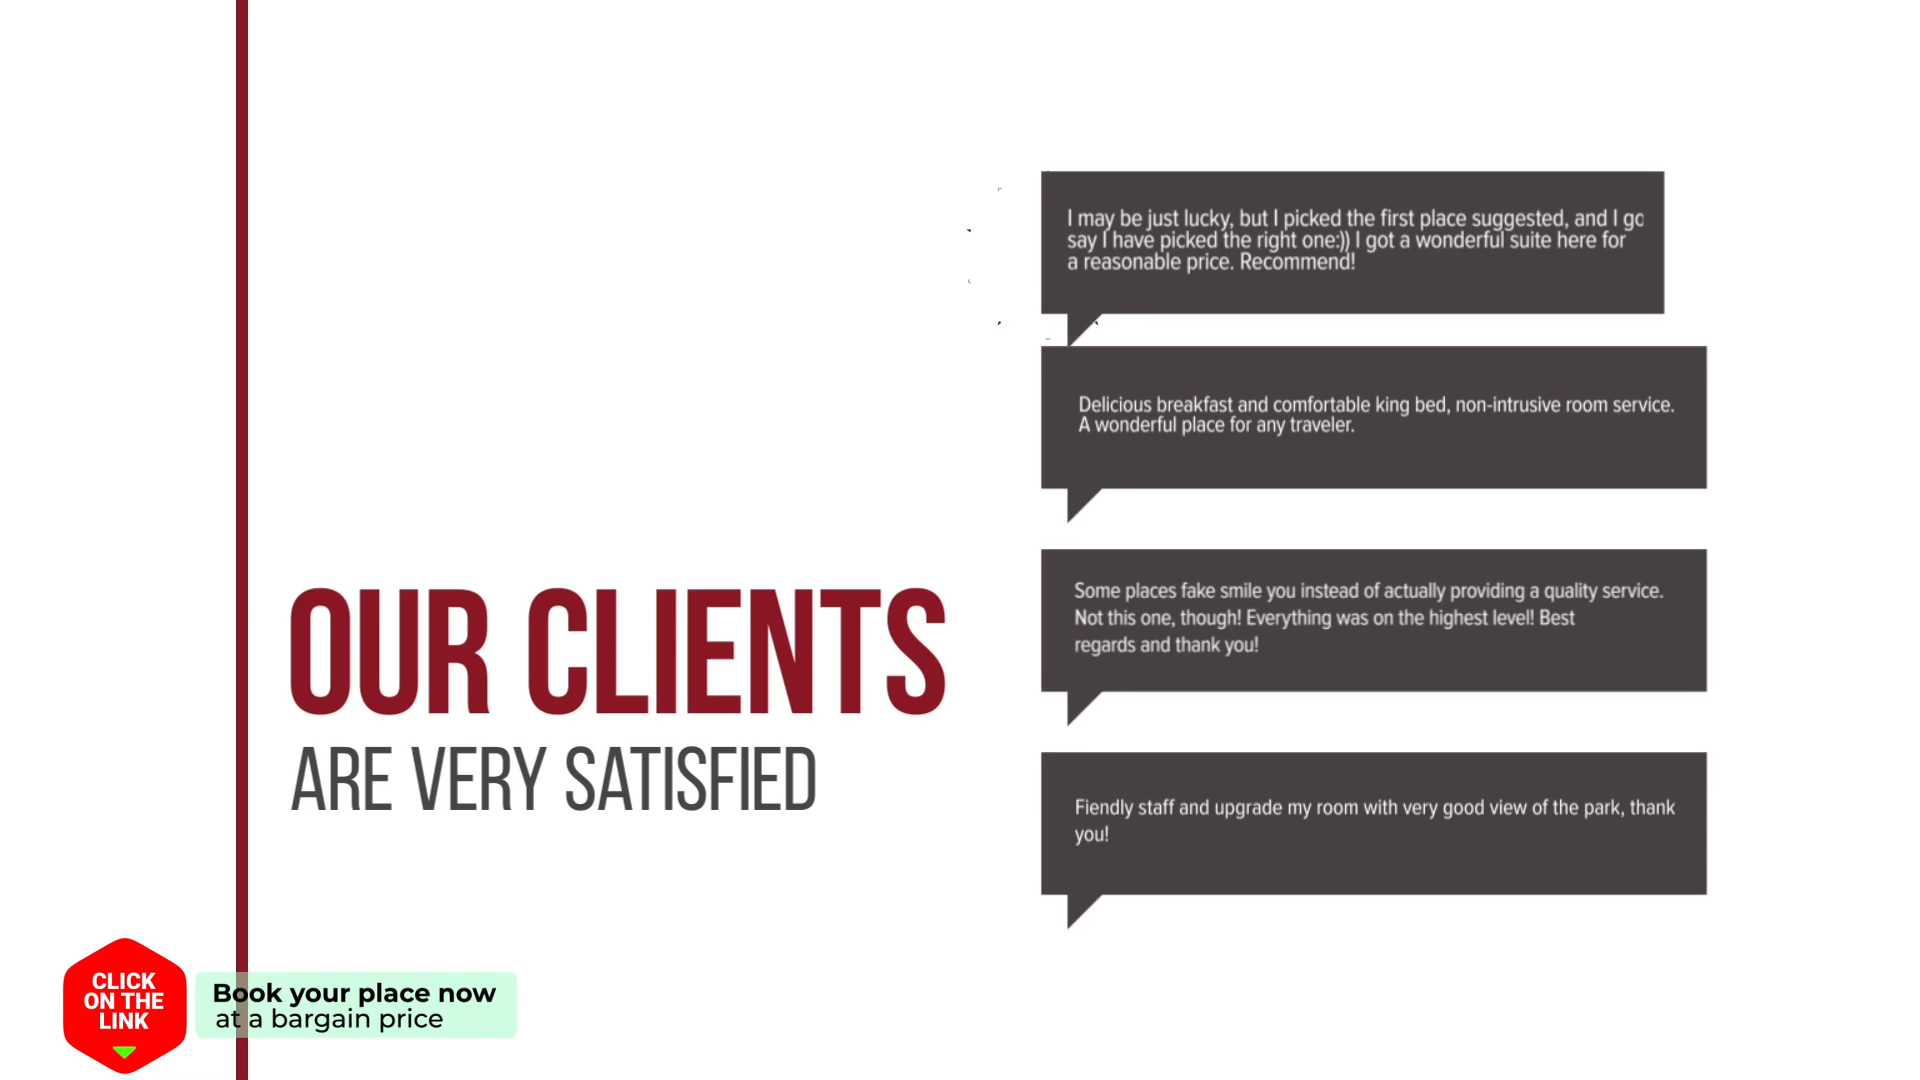 I may be just lucky, but I picked the first place suggested, and I go
say I have picked the right one:)) I got a wonderful suite here for
a reasonable price. Recommend!
Delicious breakfast and comfortable king bed, non-intrusive room service.
A wonderful place for any traveler.
Some places fake smile you instead of actually providing a quality service.
Not this one, though! Everything was on the highest level! Best
regards and thank you!
Fiendly staff and upgrade my room with very good view of the park, thank
you!
OUR CLIENTS
ARE VERY SATISFIED
CLICK
ON THE
LINK
Book your place now
at a bargain price